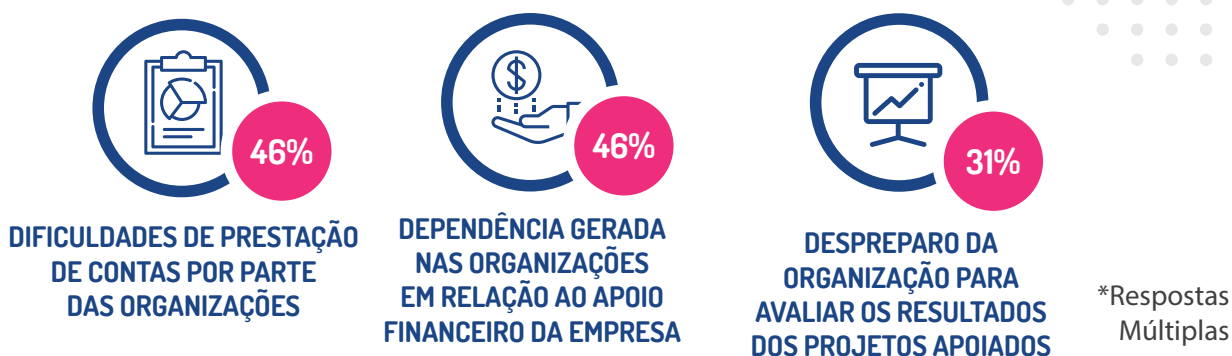 46%
DIFICULDADES DE PRESTAÇÃO
DE CONTAS POR PARTE
DAS ORGANIZAÇÕES
$
46%
DEPENDÊNCIA GERADA
NAS ORGANIZAÇÕES
EM RELAÇÃO AO APOIO
FINANCEIRO DA EMPRESA
31%
DESPREPARO DA
ORGANIZAÇÃO PARA
AVALIAR OS RESULTADOS
DOS PROJETOS APOIADOS
*Respostas
Múltiplas